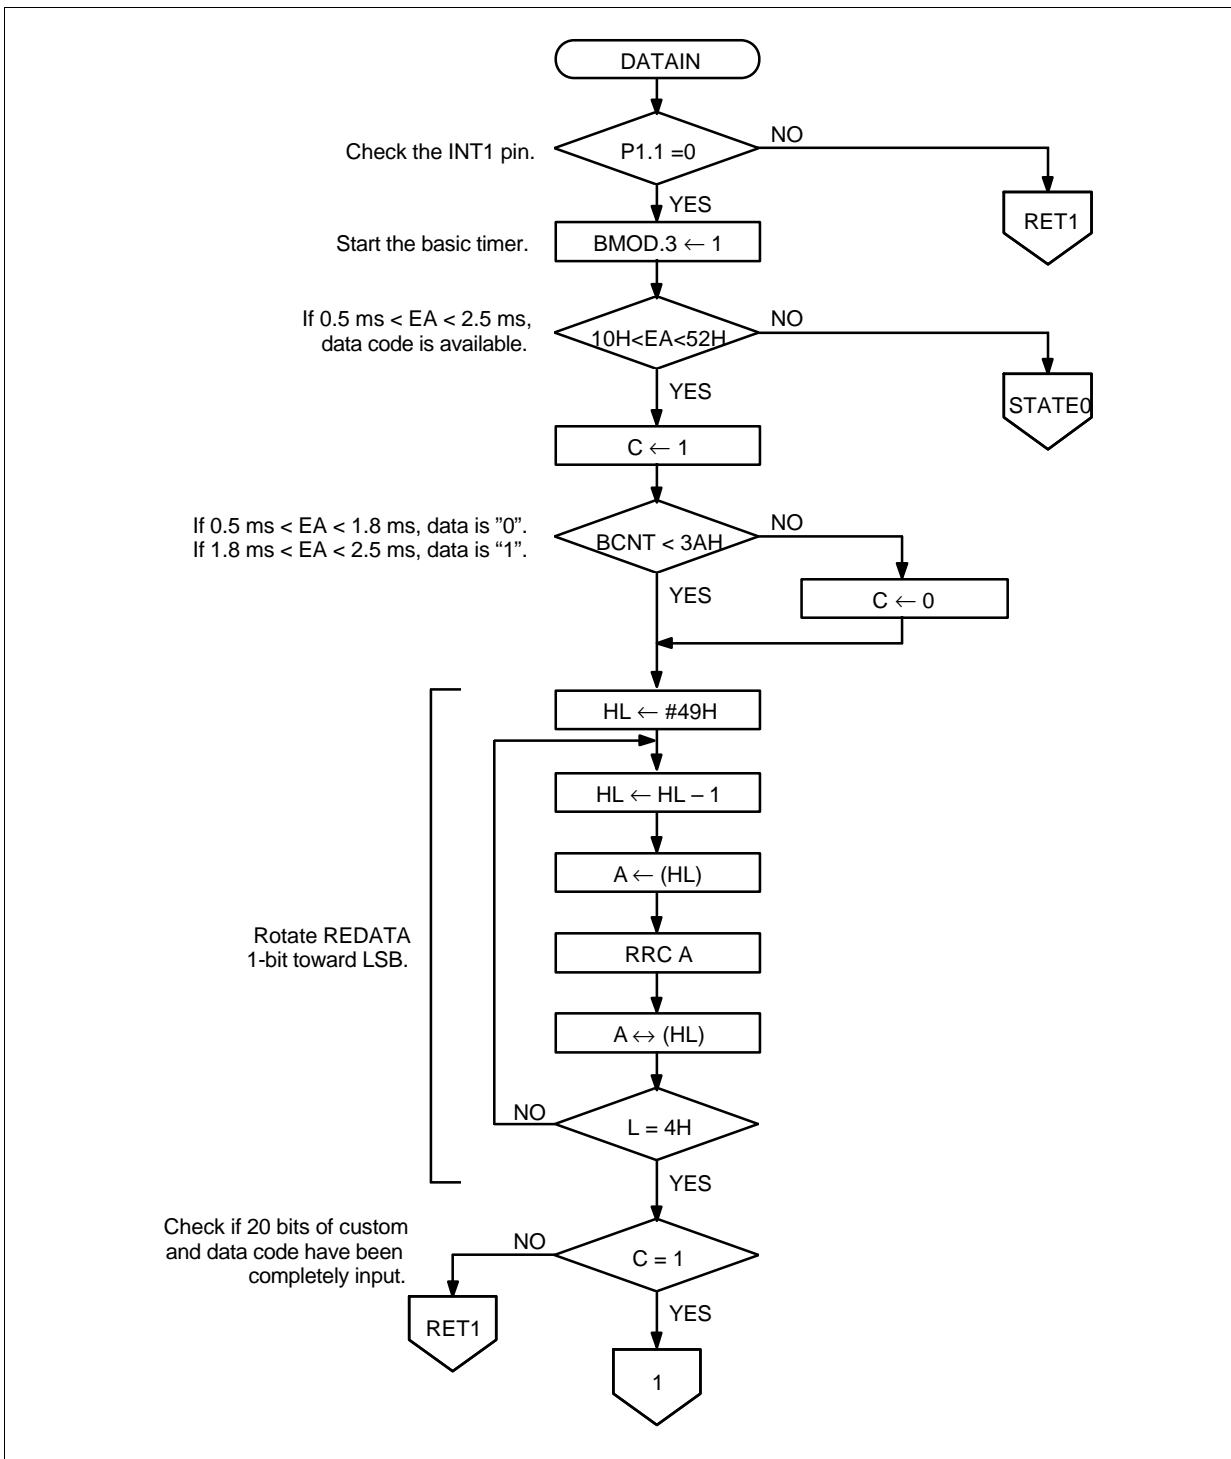 DATAIN
Check the INT1 pin.
P1.1 =0
NO
RET1
YES
Start the basic timer.
BMOD.3 ← 1
If 0.5 ms < EA < 2.5 ms,
data code is available.
10H<EA<52H
NO
STATE0
YES
C ← 1
If 0.5 ms < EA < 1.8 ms, data is ”0”.
If 1.8 ms < EA < 2.5 ms, data is “1”.
BCNT < 3AH
NO
YES
C ← 0
HL ← #49H
HL ← HL – 1
A ← (HL)
Rotate REDATA
1-bit toward LSB.
RRC A
A ↔ (HL)
NO
L = 4H
YES
Check if 20 bits of custom
and data code have been
completely input.
NO
C = 1
RET1
YES
1